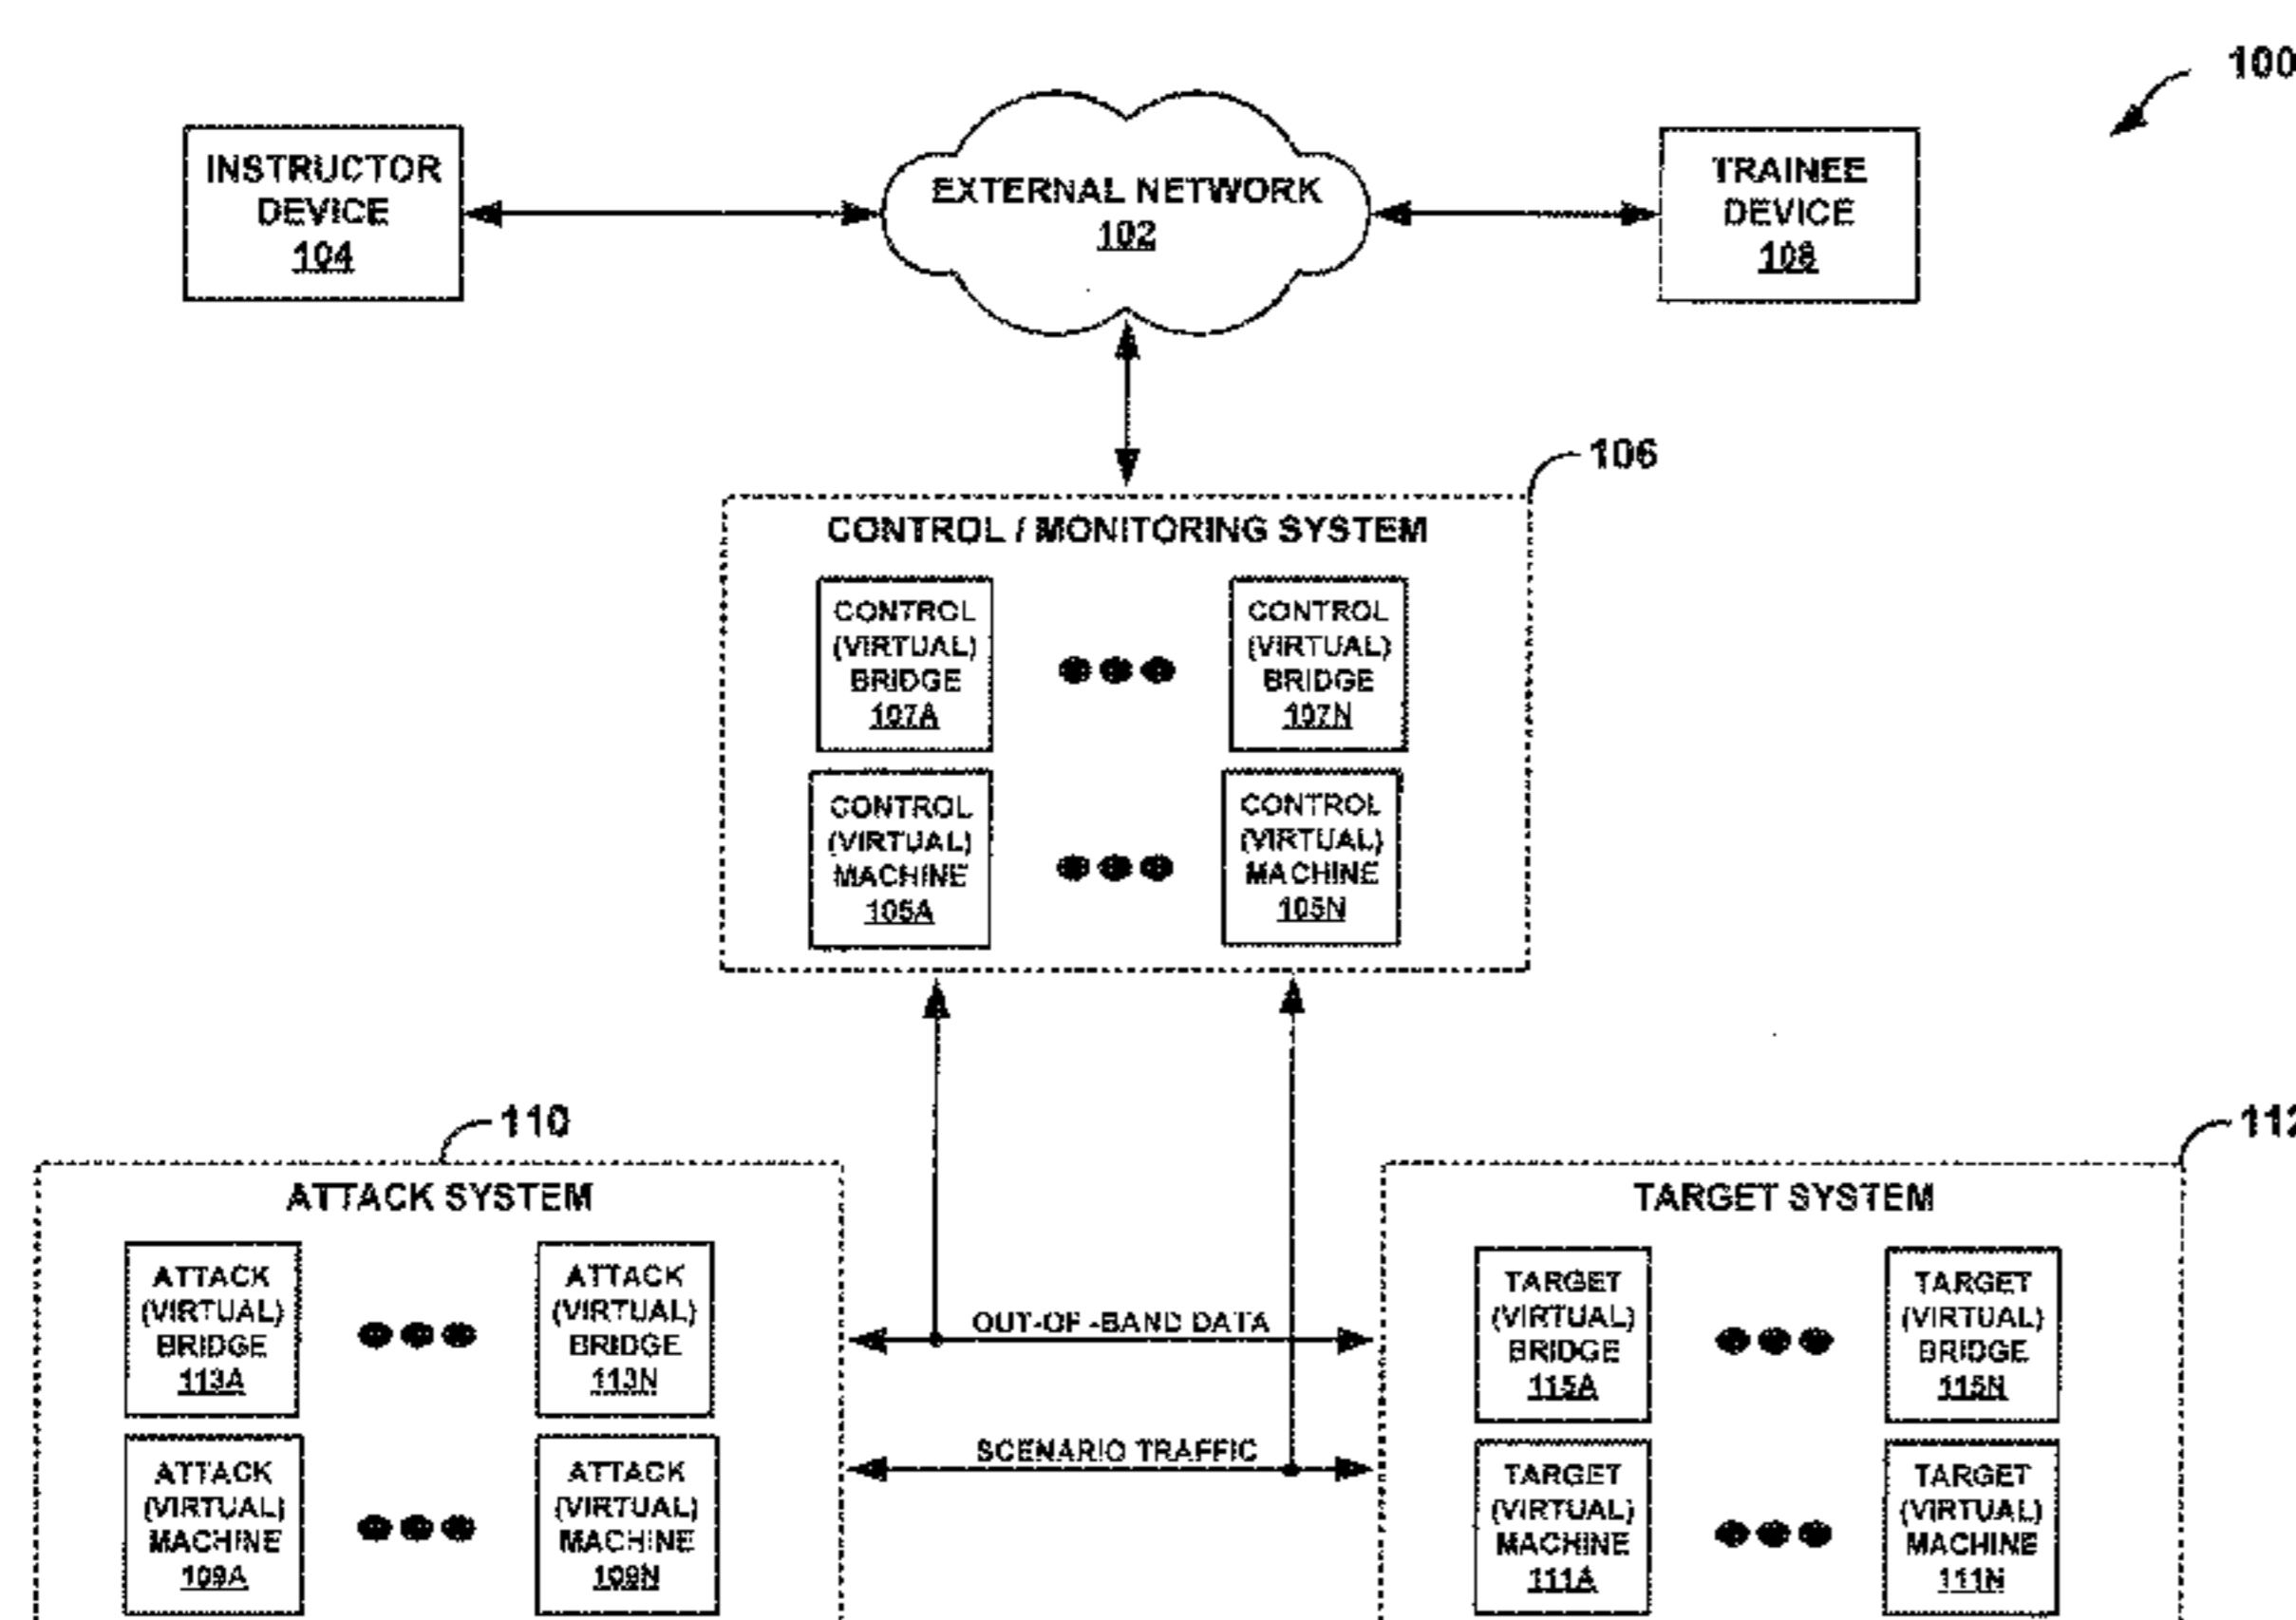 100
INSTRUCTOR
DEVICE
104
EXTERNAL NETWORK
102
TRAINEE
DEVICE
108
106
CONTROL / MONITORING SYSTEM
CONTROL
(VIRTUAL)
BRIDGE
107A
CONTROL
(VIRTUAL)
BRIDGE
107N
CONTROL
(VIRTUAL)
MACHINE
105A
CONTROL
(VIRTUAL)
MACHINE
105N
110
ATTACK SYSTEM
ATTACK
(VIRTUAL)
BRIDGE
113A
ATTACK
(VIRTUAL)
BRIDGE
113N
ATTACK
(VIRTUAL)
MACHINE
109A
ATTACK
(VIRTUAL)
MACHINE
109N
OUT-OF-BAND DATA
SCENARIO TRAFFIC
112
TARGET SYSTEM
TARGET
(VIRTUAL)
BRIDGE
115A
TARGET
(VIRTUAL)
BRIDGE
115N
TARGET
(VIRTUAL)
MACHINE
111A
TARGET
(VIRTUAL)
MACHINE
111N